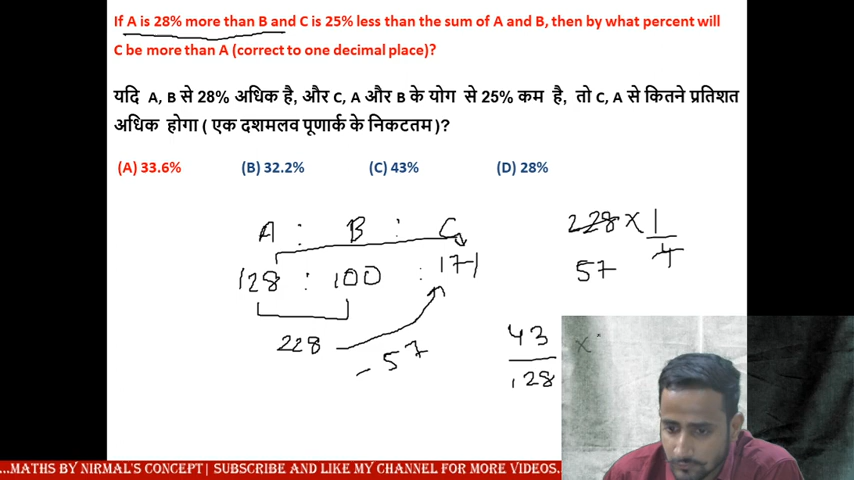 If A is 28% more than B and C is 25% less than the sum of A and B, then by what percent will
C be more than A (correct to one decimal place)?
यदि A, B से 28% अधिक है, और C, A और B के योग से 25% कम है, तो C, A से कितने प्रतिशत
अधिक होगा ( एक दशमलव पूर्णांक के निकटतम )?
(A) 33.6% (B) 32.2% (C) 43% (D) 28%
A : B : C
228 × 1/4
128 : 100 : 171
57
228
- 57
43/128 ×
...MATHS BY NIRMAL'S CONCEPT| SUBSCRIBE AND LIKE MY CHANNEL FOR MORE VIDEOS.